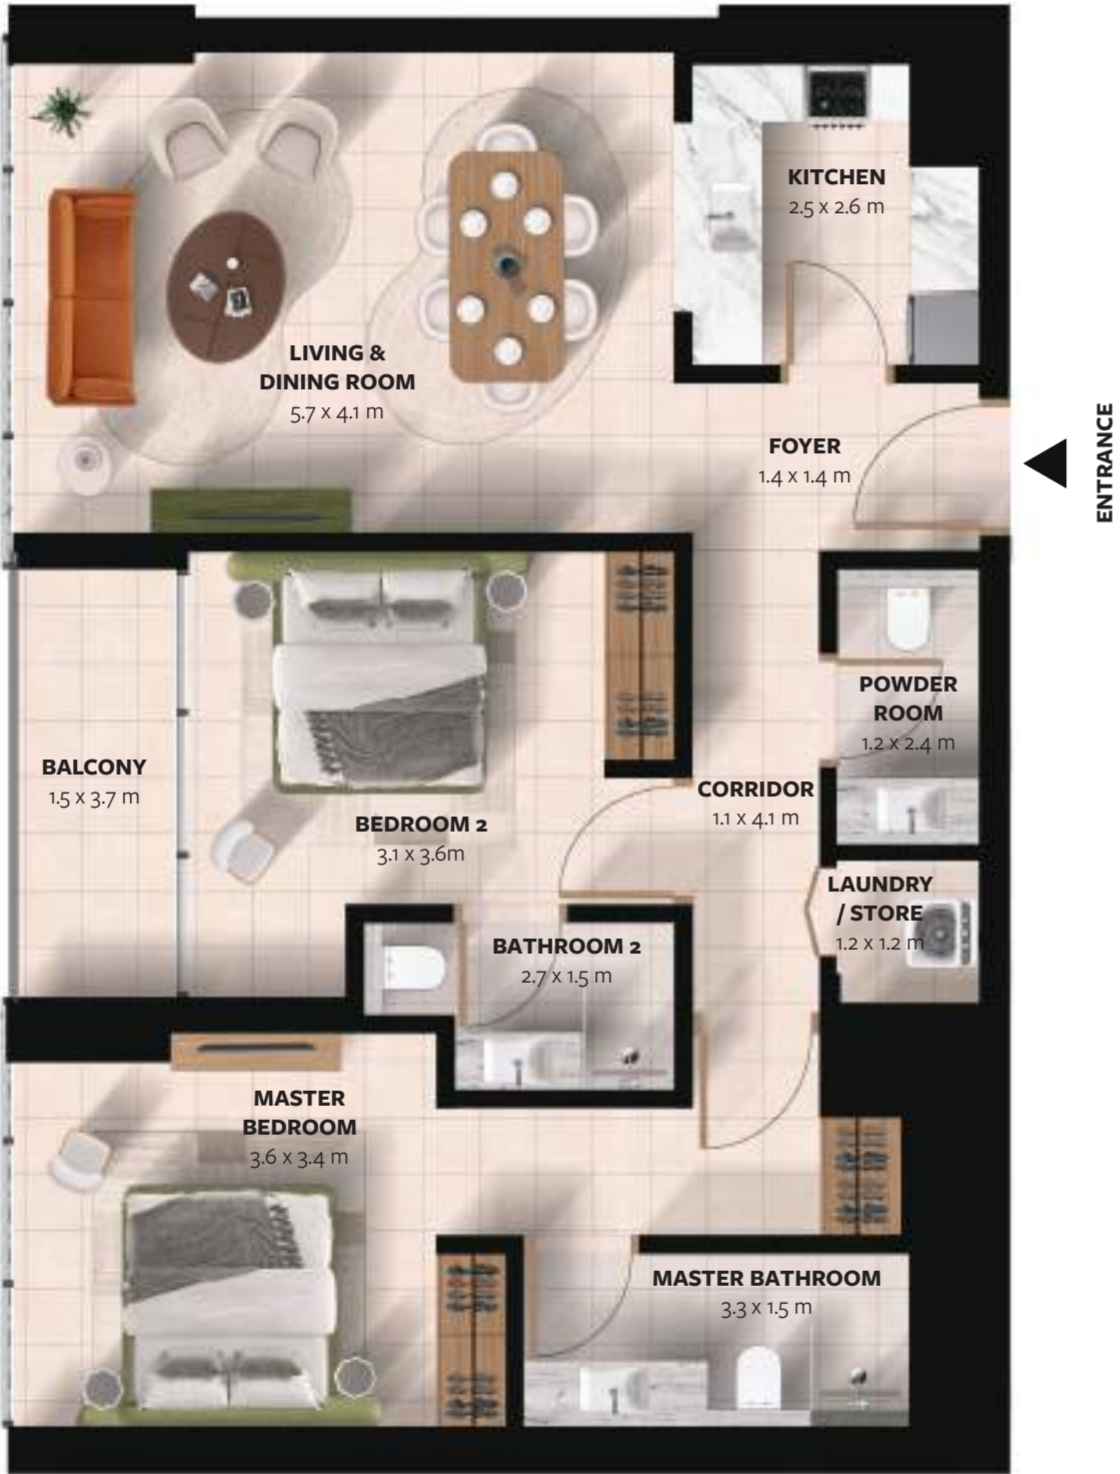 KITCHEN
2.5 x 2.6 m
LIVING &
DINING ROOM
5.7 x 4.1 m
FOYER
1.4 x 1.4 m
ENTRANCE
POWDER
ROOM
1.2 x 2.4 m
BALCONY
1.5 x 3.7 m
CORRIDOR
1.1 x 4.1 m
BEDROOM 2
3.1 x 3.6m
LAUNDRY
/ STORE
1.2 x 1.2 m
BATHROOM 2
2.7 x 1.5 m
MASTER
BEDROOM
3.6 x 3.4 m
MASTER BATHROOM
3.3 x 1.5 m